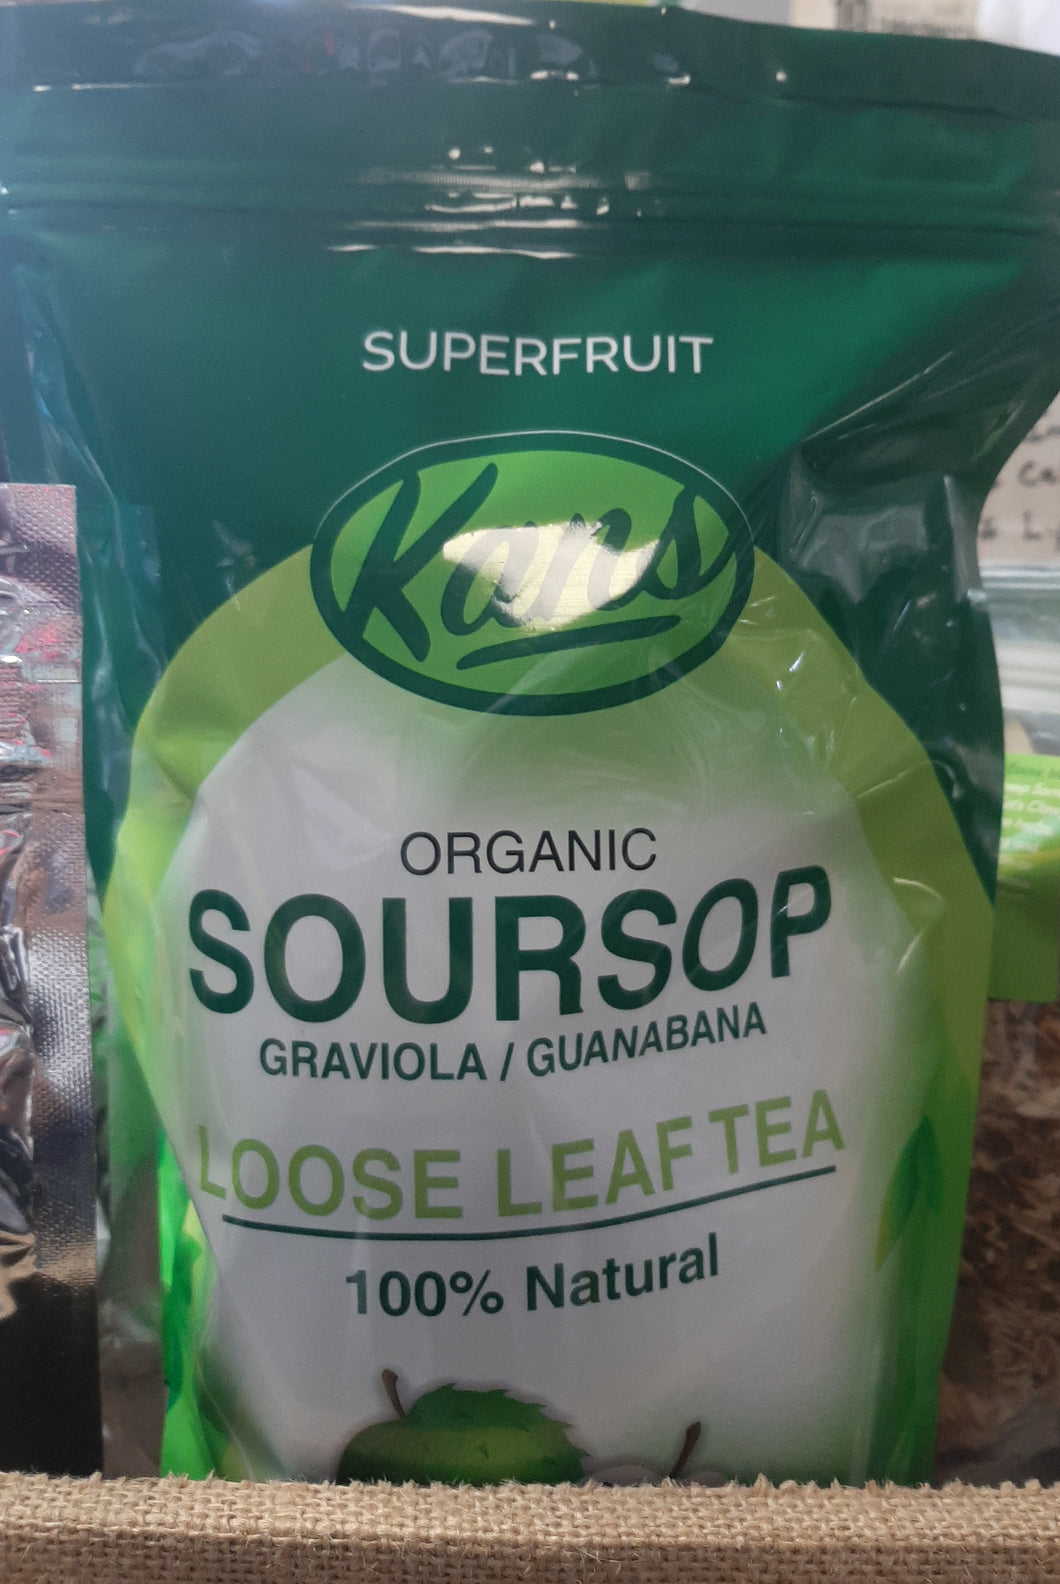 SUPERFRUIT
Kans
ORGANIC
SOURSOP
GRAVIOLA / GUANABANA
LOOSE LEAF TEA
100% Natural